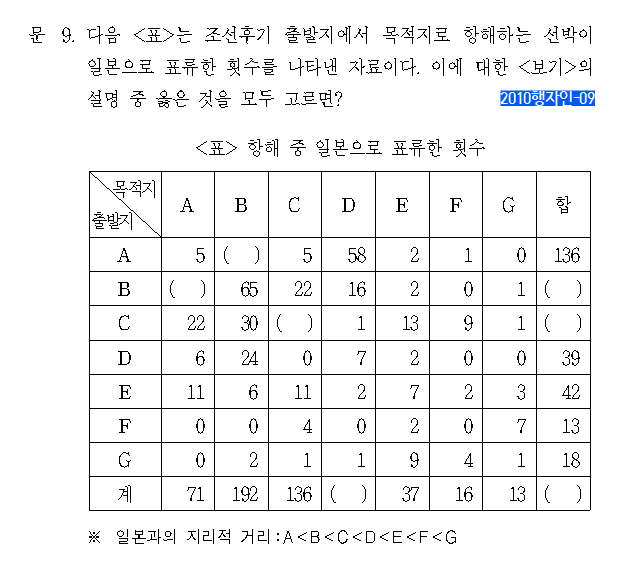 문 9. 다음 <표>는 조선후기 출발지에서 목적지로 항해하는 선박이
일본으로 표류한 횟수를 나타낸 자료이다. 이에 대한 <보기>의
설명 중 옳은 것을 모두 고르면?
2010행자인-09
<표> 항해 중 일본으로 표류한 횟수
목적지 출발지 A B C D E F G 합
A 5 ( ) 5 58 2 1 0 136
B ( ) 65 22 16 2 0 1 ( )
C 22 30 ( ) 1 13 9 1 ( )
D 6 24 0 7 2 0 0 39
E 11 6 11 2 7 2 3 42
F 0 0 4 0 2 0 7 13
G 0 2 1 1 9 4 1 18
계 71 192 136 ( ) 37 16 13 ( )
※ 일본과의 지리적 거리:A<B<C<D<E<F<G